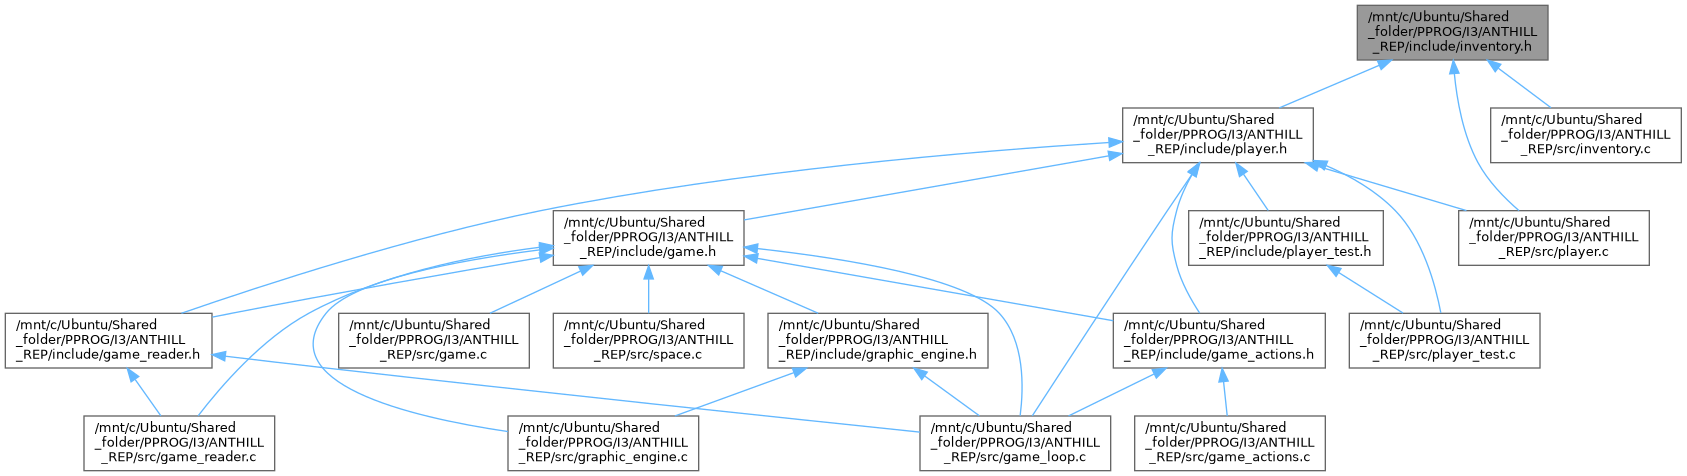 /mnt/c/Ubuntu/Shared
_folder/PPROG/I3/ANTHILL
_REP/include/inventory.h
/mnt/c/Ubuntu/Shared
_folder/PPROG/I3/ANTHILL
_REP/include/player.h
/mnt/c/Ubuntu/Shared
_folder/PPROG/I3/ANTHILL
_REP/src/inventory.c
/mnt/c/Ubuntu/Shared
_folder/PPROG/I3/ANTHILL
_REP/include/game.h
/mnt/c/Ubuntu/Shared
_folder/PPROG/I3/ANTHILL
_REP/include/player_test.h
/mnt/c/Ubuntu/Shared
_folder/PPROG/I3/ANTHILL
_REP/src/player.c
/mnt/c/Ubuntu/Shared
_folder/PPROG/I3/ANTHILL
_REP/include/game_reader.h
/mnt/c/Ubuntu/Shared
_folder/PPROG/I3/ANTHILL
_REP/src/game.c
/mnt/c/Ubuntu/Shared
_folder/PPROG/I3/ANTHILL
_REP/src/space.c
/mnt/c/Ubuntu/Shared
_folder/PPROG/I3/ANTHILL
_REP/include/graphic_engine.h
/mnt/c/Ubuntu/Shared
_folder/PPROG/I3/ANTHILL
_REP/include/game_actions.h
/mnt/c/Ubuntu/Shared
_folder/PPROG/I3/ANTHILL
_REP/src/player_test.c
/mnt/c/Ubuntu/Shared
_folder/PPROG/I3/ANTHILL
_REP/src/game_reader.c
/mnt/c/Ubuntu/Shared
_folder/PPROG/I3/ANTHILL
_REP/src/graphic_engine.c
/mnt/c/Ubuntu/Shared
_folder/PPROG/I3/ANTHILL
_REP/src/game_loop.c
/mnt/c/Ubuntu/Shared
_folder/PPROG/I3/ANTHILL
_REP/src/game_actions.c